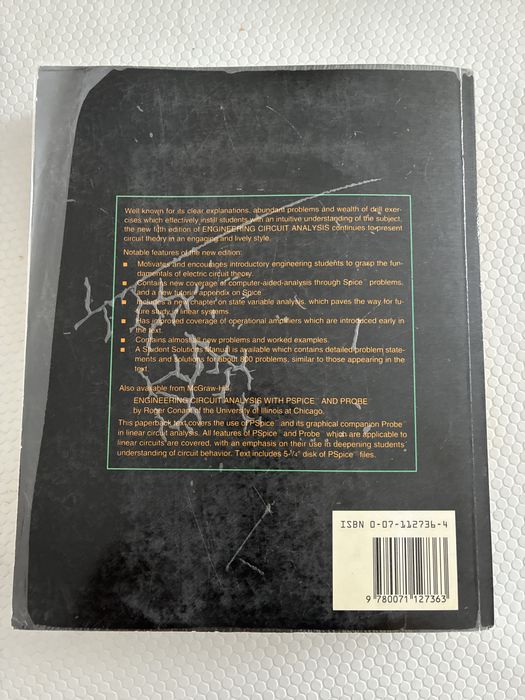 Well known for its clear explanations, abundant problems and wealth of drill exer-
cises which effectively instill students with an intuitive understanding of the subject,
the new fifth edition of ENGINEERING CIRCUIT ANALYSIS continues to present
circuit theory in an engaging and lively style.
Notable features of the new edition:
■ Motivates and encourages introductory engineering students to grasp the fun-
damentals of electric circuit theory.
■ Contains new coverage of computer-aided-analysis through Spice™ problems,
and a new tutorial appendix on Spice™.
■ Includes a new chapter on state variable analysis, which paves the way for fu-
ture study in linear systems.
■ Has improved coverage of operational amplifiers which are introduced early in
the text.
■ Contains almost all new problems and worked examples.
■ A Student Solutions Manual is available which contains detailed problem state-
ments and solutions for about 800 problems, similar to those appearing in the
text.
Also available from McGraw-Hill:
ENGINEERING CIRCUIT ANALYSIS WITH PSPICE™ AND PROBE™
by Roger Conant of the University of Illinois at Chicago.
This paperback text covers the use of PSpice™ and its graphical companion Probe™
in linear circuit analysis. All features of PSpice™ and Probe™ which are applicable to
linear circuits are covered, with an emphasis on their use in deepening students'
understanding of circuit behavior. Text includes 5-1/4" disk of PSpice™ files.
ISBN 0-07-112736-4
9 780071 127363